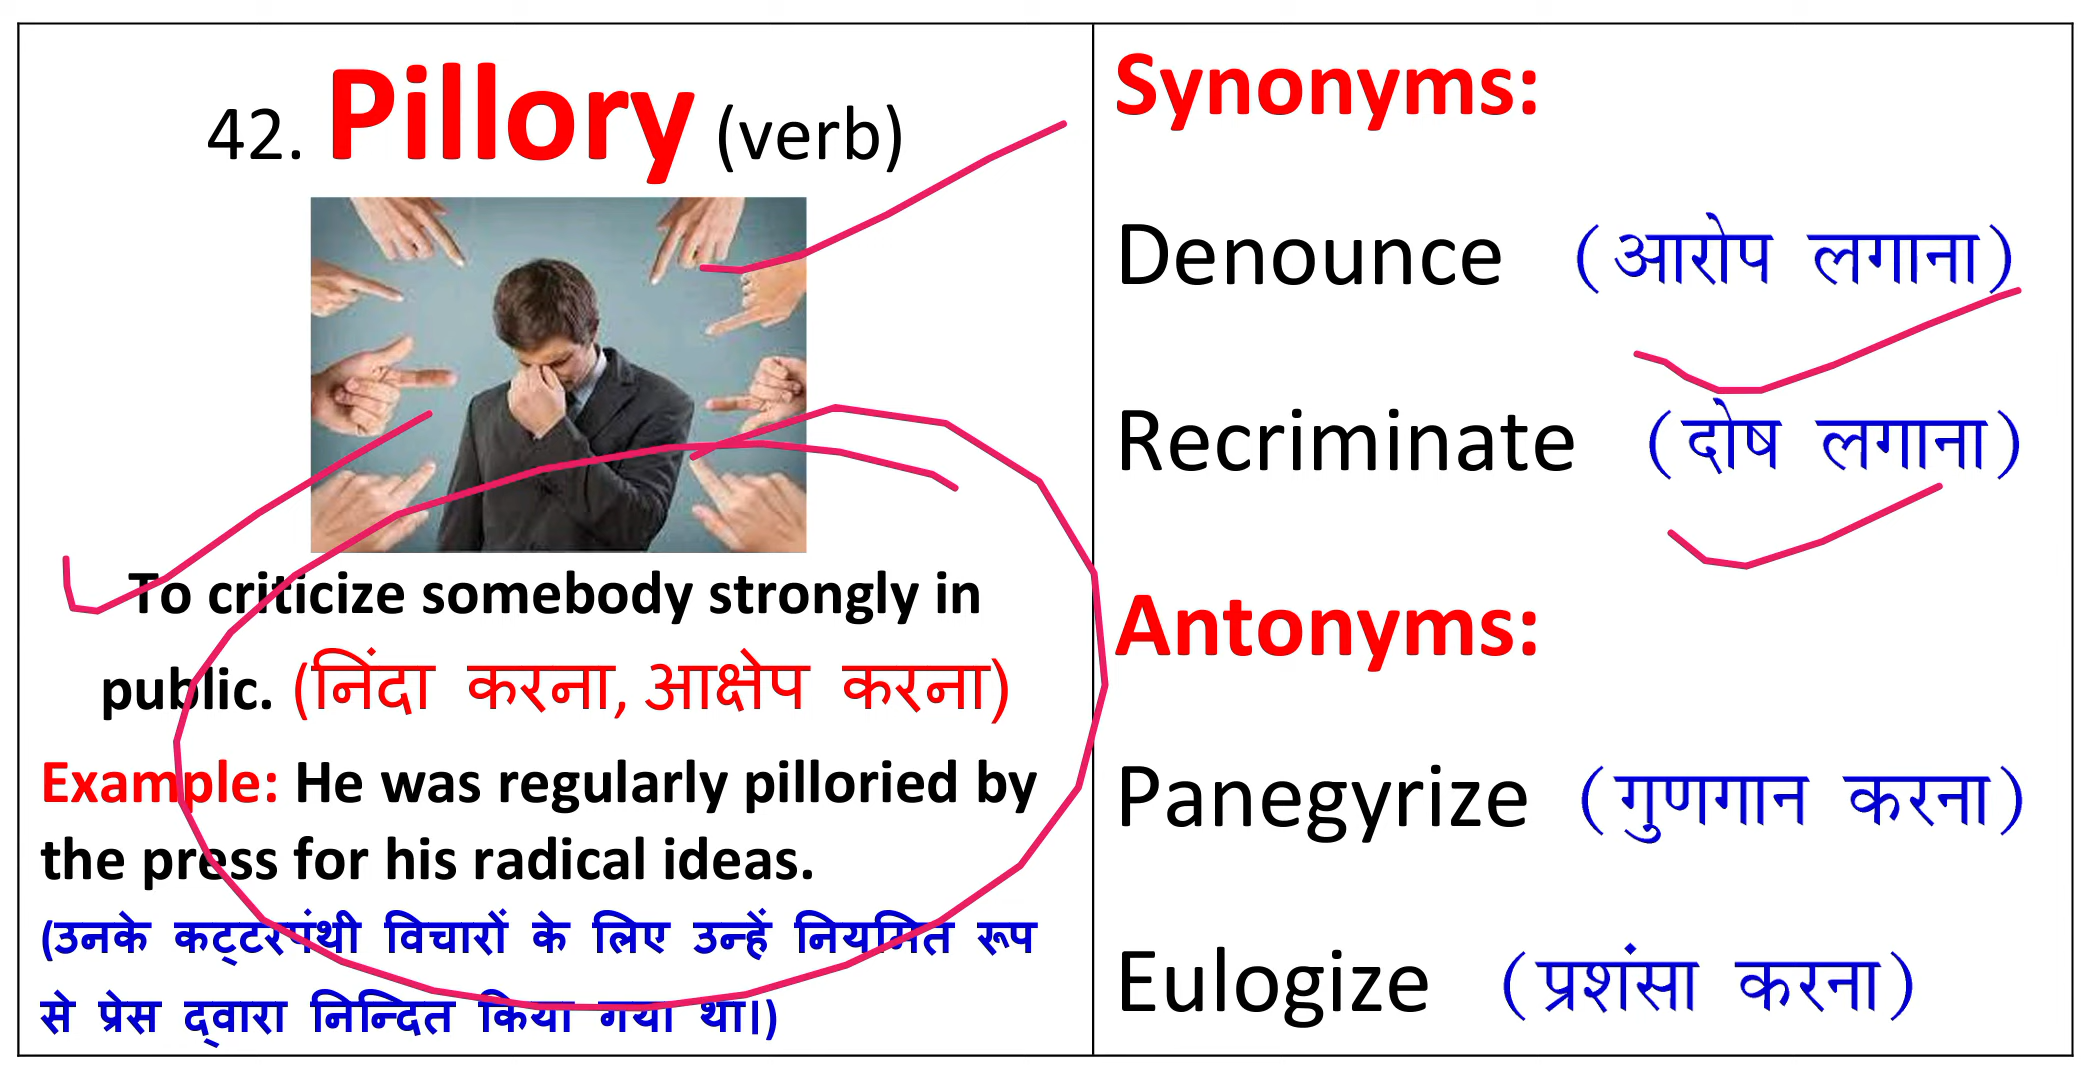 42. Pillory (verb)
To criticize somebody strongly in
public. (निंदा करना, आक्षेप करना)
Example: He was regularly pilloried by
the press for his radical ideas.
(उनके कट्टरपंथी विचारों के लिए उन्हें नियमित रूप
से प्रेस द्वारा निन्दित किया गया था।)
Synonyms:
Denounce (आरोप लगाना)
Recriminate (दोष लगाना)
Antonyms:
Panegyrize (गुणगान करना)
Eulogize (प्रशंसा करना)